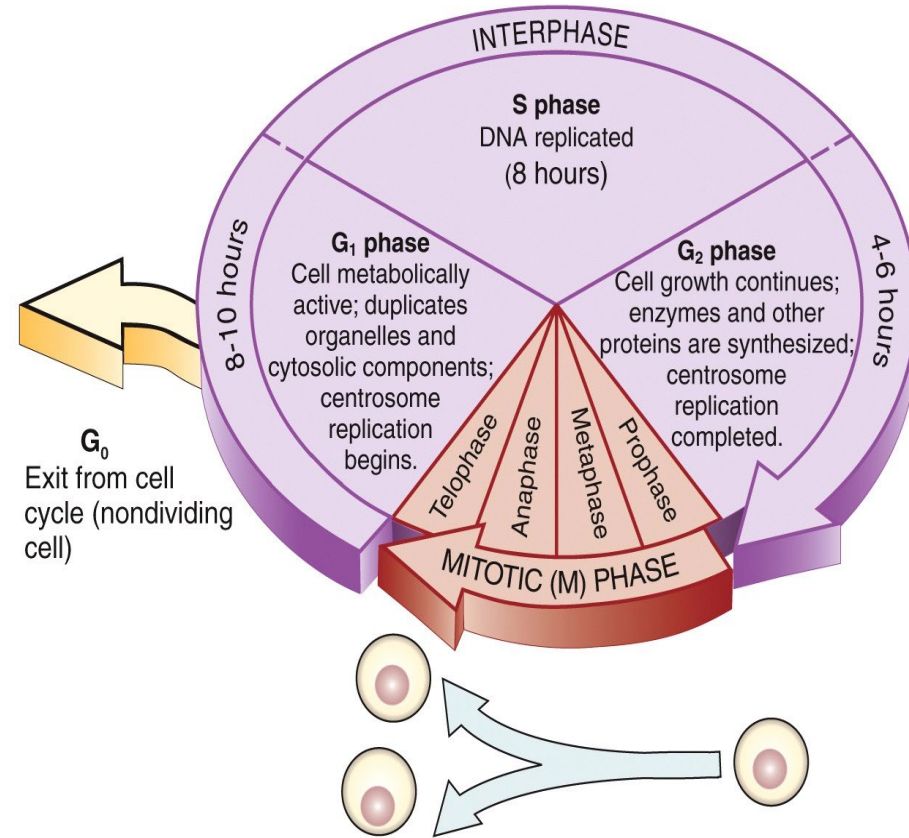 INTERPHASE
S phase
DNA replicated
(8 hours)
8-10 hours
G₁ phase
Cell metabolically
active; duplicates
organelles and
cytosolic components;
centrosome
replication
begins.
G₂ phase
Cell growth continues;
enzymes and other
proteins are synthesized;
centrosome
replication
completed.
4-6 hours
G₀
Exit from cell
cycle (nondividing
cell)
Telophase
Anaphase
Metaphase
Prophase
MITOTIC (M) PHASE